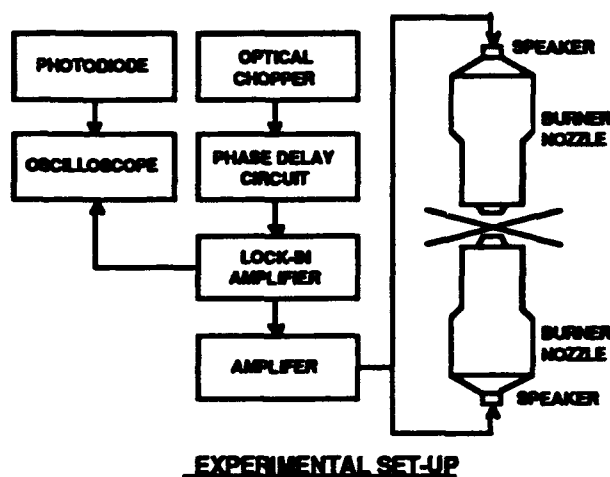 PHOTODIODE
OPTICAL
CHOPPER
OSCILLOSCOPE
PHASE DELAY
CIRCUIT
LOCK-IN
AMPLIFIER
AMPLIFER
SPEAKER
BURNER
NOZZLE
BURNER
NOZZLE
SPEAKER
EXPERIMENTAL SET-UP